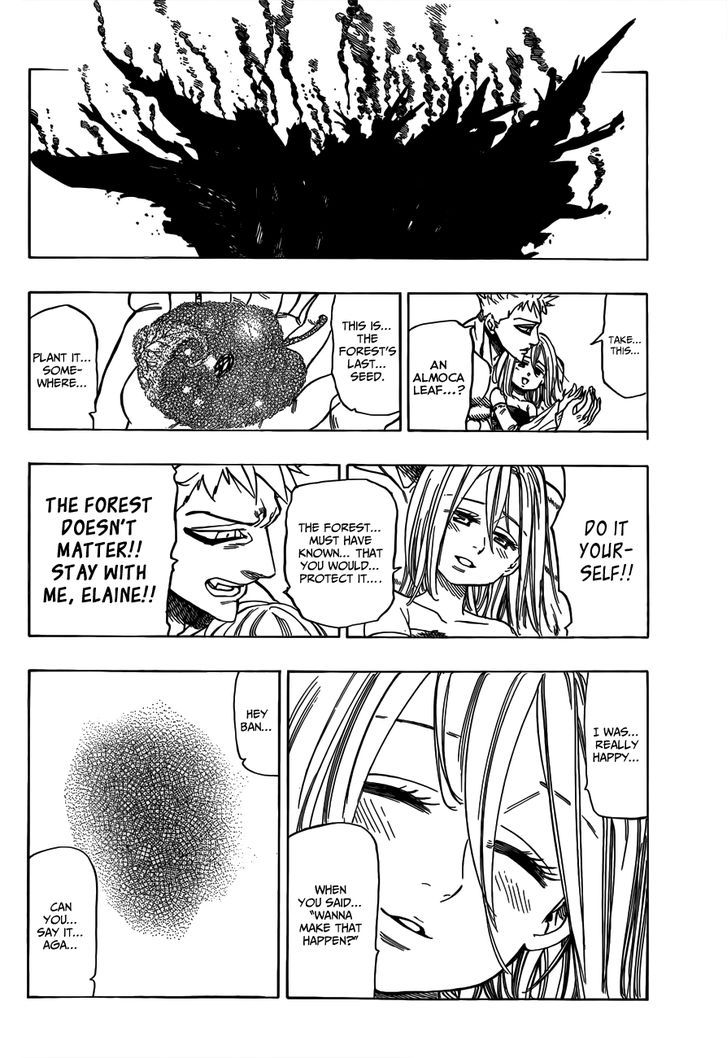 TAKE...
THIS...
AN
ALMOCA
LEAF...?
THIS IS...
THE
FOREST'S
LAST...
SEED.
PLANT IT...
SOME-
WHERE...
DO IT
YOUR-
SELF!!
THE FOREST...
MUST HAVE
KNOWN... THAT
YOU WOULD...
PROTECT IT....
THE FOREST
DOESN'T
MATTER!!
STAY WITH
ME, ELAINE!!
I WAS...
REALLY
HAPPY...
WHEN
YOU SAID...
"WANNA
MAKE THAT
HAPPEN?"
HEY
BAN...
CAN
YOU...
SAY IT...
AGA...